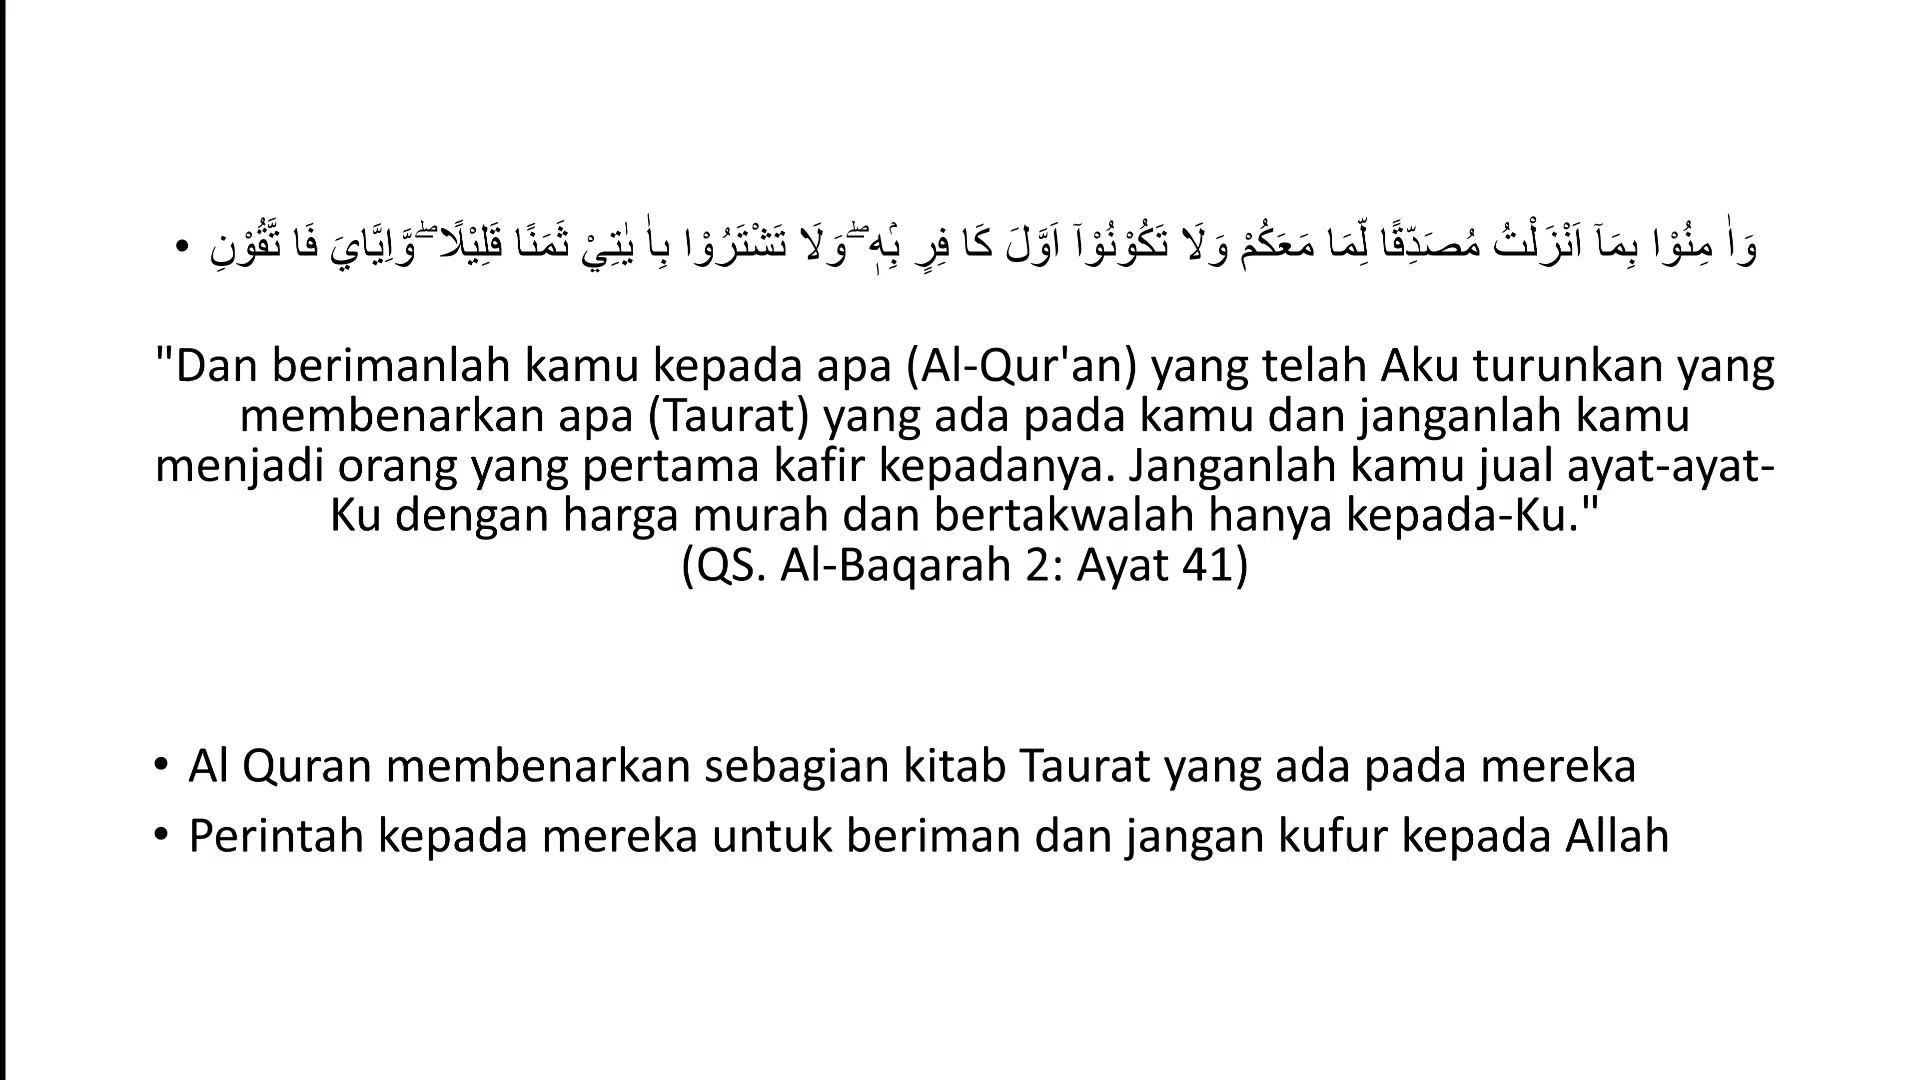 • وَاٰ مِنُوْا بِمَاۤ اَنْزَلْتُ مُصَدِّقًا لِّمَا مَعَكُمْ وَلَا تَكُوْنُوْاۤ اَوَّلَ كَا فِرٍ بِۢهٖ ۖ وَلَا تَشْتَرُوْا بِاٰ يٰتِيْ ثَمَنًا قَلِيْلًا ۖ وَّاِيَّايَ فَا تَّقُوْنِ
"Dan berimanlah kamu kepada apa (Al-Qur'an) yang telah Aku turunkan yang
membenarkan apa (Taurat) yang ada pada kamu dan janganlah kamu
menjadi orang yang pertama kafir kepadanya. Janganlah kamu jual ayat-ayat-
Ku dengan harga murah dan bertakwalah hanya kepada-Ku."
(QS. Al-Baqarah 2: Ayat 41)
• Al Quran membenarkan sebagian kitab Taurat yang ada pada mereka
• Perintah kepada mereka untuk beriman dan jangan kufur kepada Allah